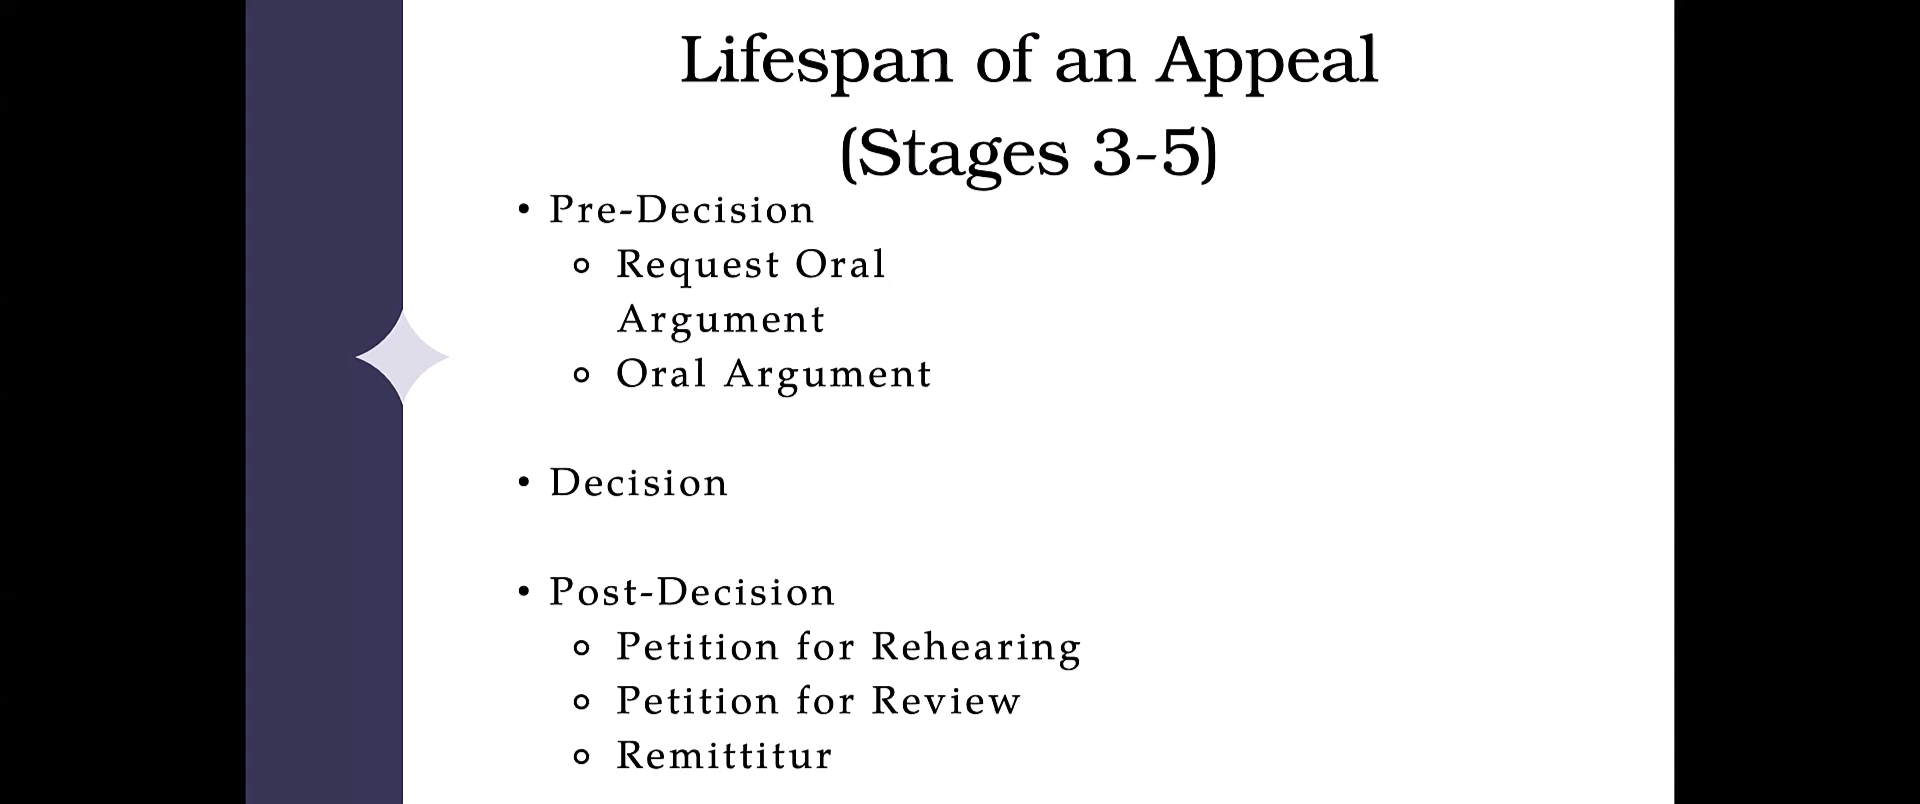 Lifespan of an Appeal
(Stages 3-5)
• Pre-Decision
o Request Oral
Argument
o Oral Argument
• Decision
• Post-Decision
o Petition for Rehearing
o Petition for Review
o Remittitur